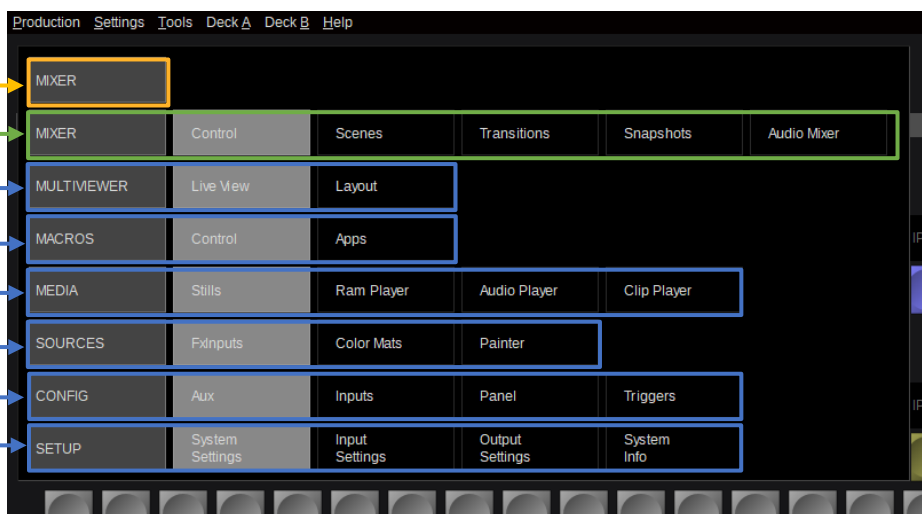 Production Settings Tools Deck A Deck B Help
MIXER
MIXER Control Scenes Transitions Snapshots Audio Mixer
MULTIVIEWER Live View Layout
MACROS Control Apps
MEDIA Stills Ram Player Audio Player Clip Player
SOURCES FxInputs Color Mats Painter
CONFIG Aux Inputs Panel Triggers
SETUP System Settings Input Settings Output Settings System Info